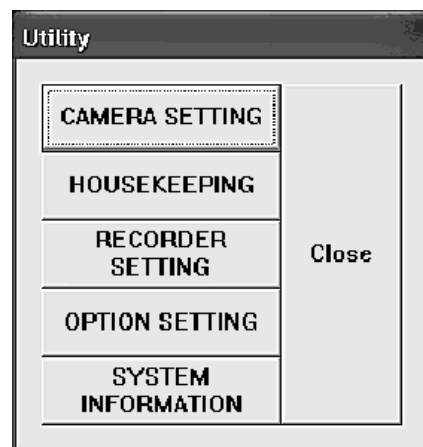 Utility
CAMERA SETTING
HOUSEKEEPING
RECORDER
SETTING
OPTION SETTING
SYSTEM
INFORMATION
Close